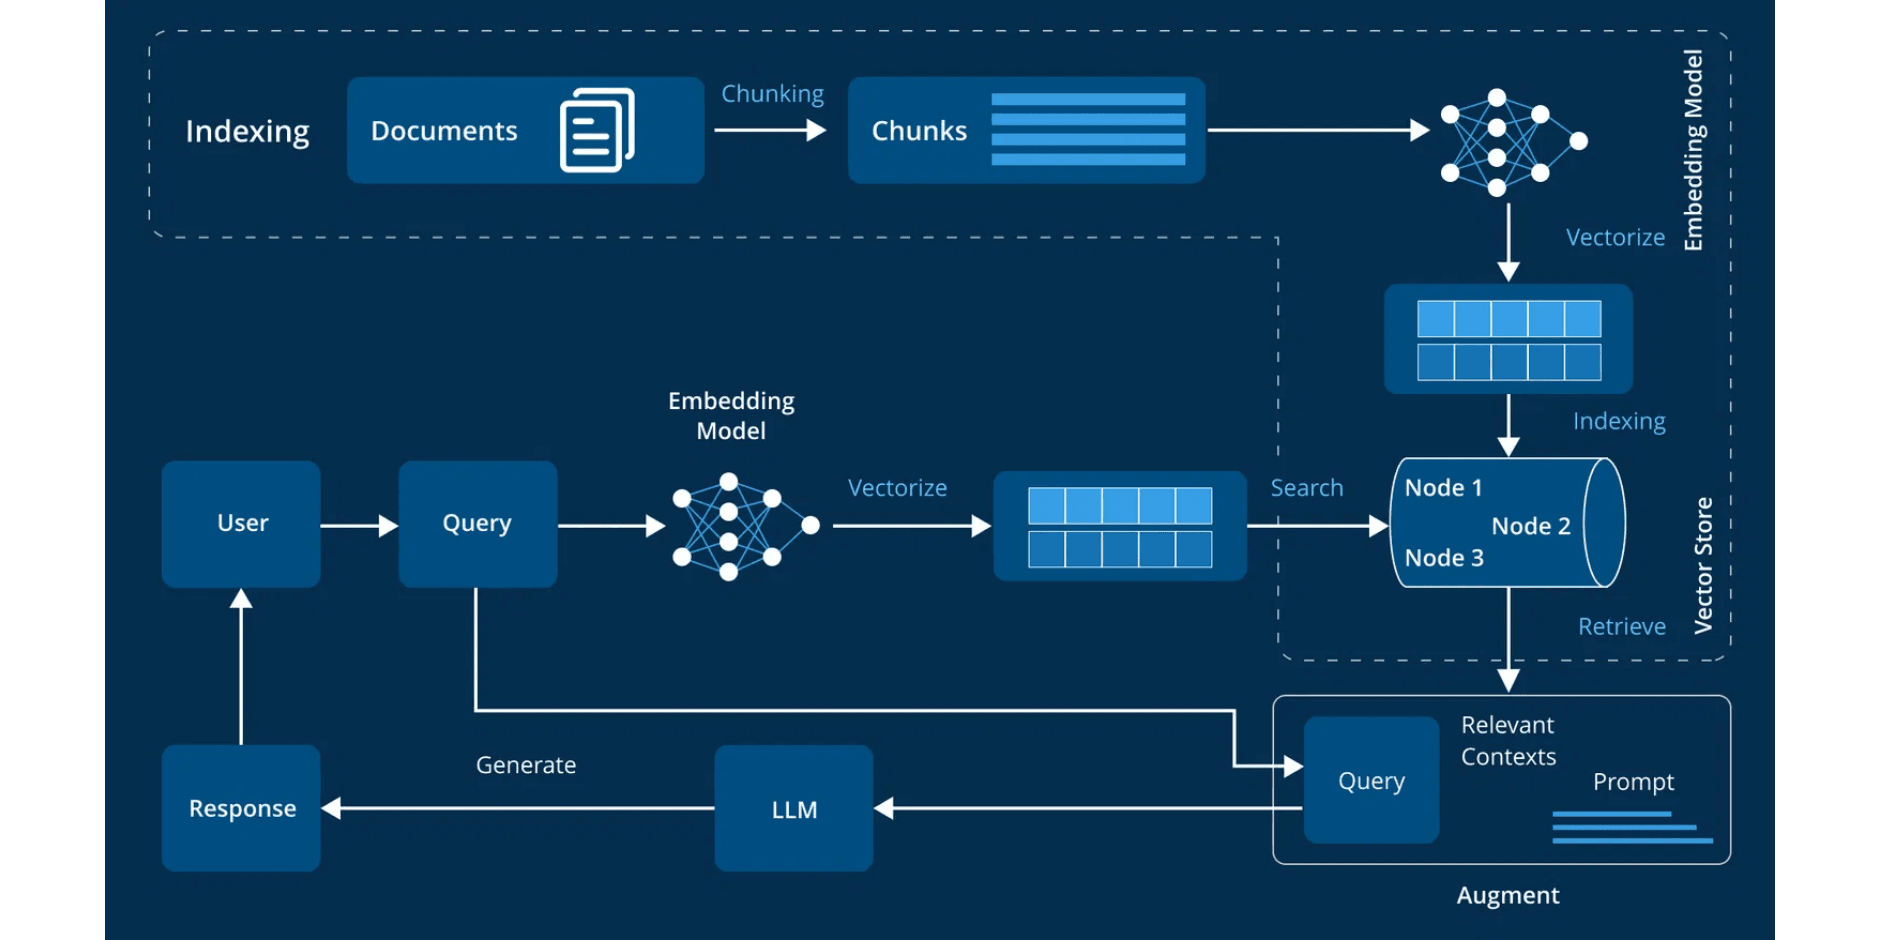 Indexing
Documents
Chunking
Chunks
Embedding Model
Vectorize
Indexing
Embedding
Model
User
Query
Vectorize
Search
Node 1
Node 2
Node 3
Vector Store
Retrieve
Relevant
Contexts
Query
Prompt
Generate
Response
LLM
Augment